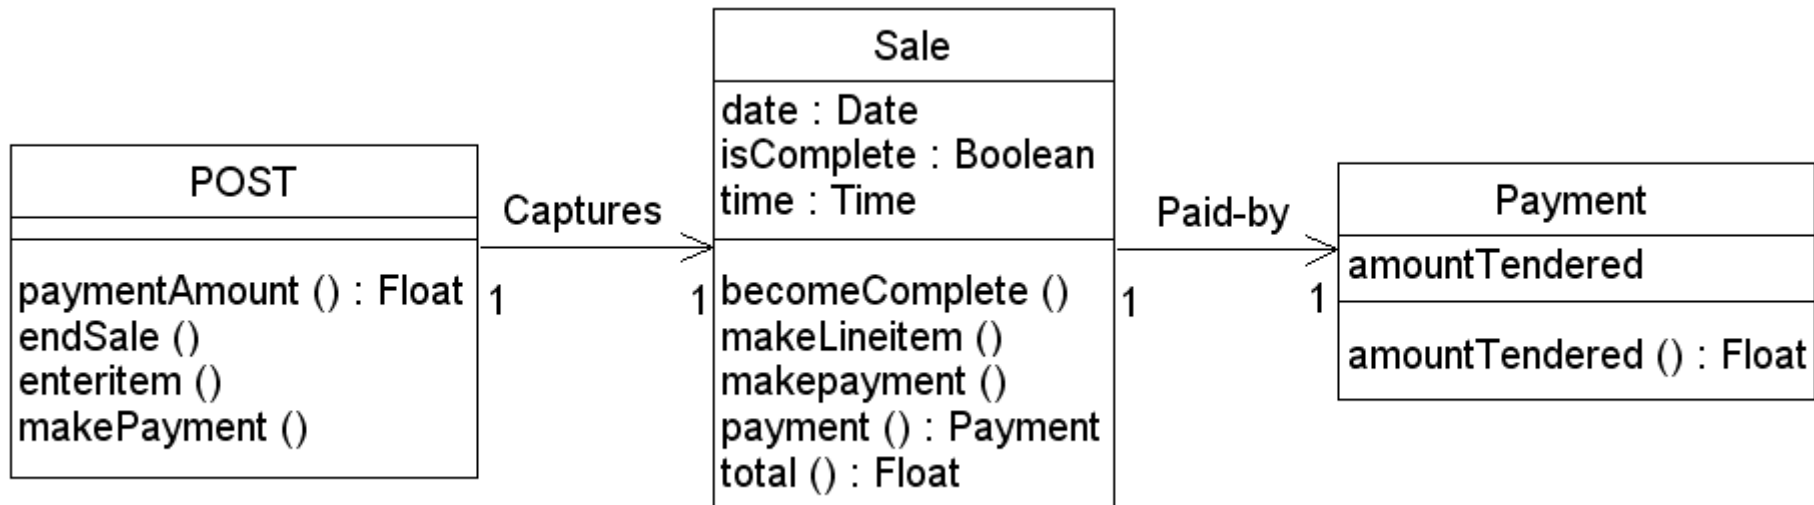 POST
paymentAmount () : Float
endSale ()
enteritem ()
makePayment ()
Captures
1
1
Sale
date : Date
isComplete : Boolean
time : Time
becomeComplete ()
makeLineitem ()
makepayment ()
payment () : Payment
total () : Float
Paid-by
1
1
Payment
amountTendered
amountTendered () : Float